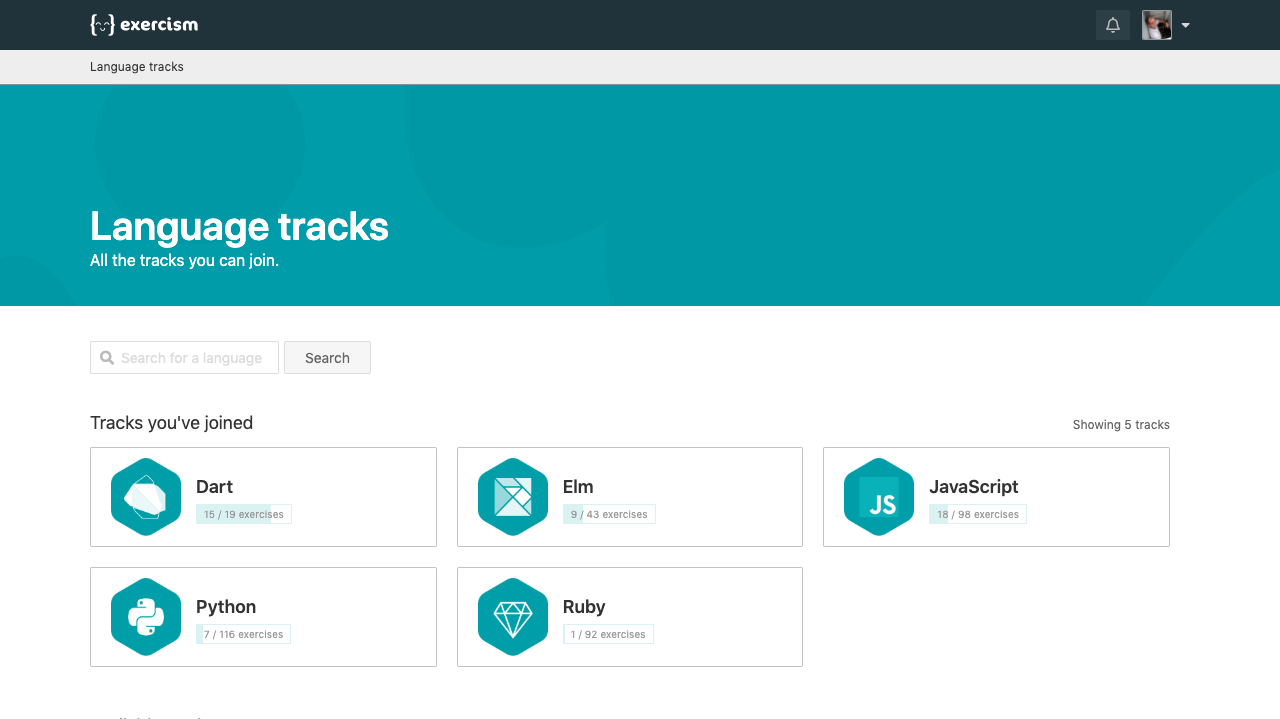 exercism
Language tracks
Language tracks
All the tracks you can join.
Search for a language
Search
Tracks you've joined
Showing 5 tracks
Dart
15 / 19 exercises
Elm
9 / 43 exercises
JS
JavaScript
18 / 98 exercises
Python
7 / 116 exercises
Ruby
1 / 92 exercises